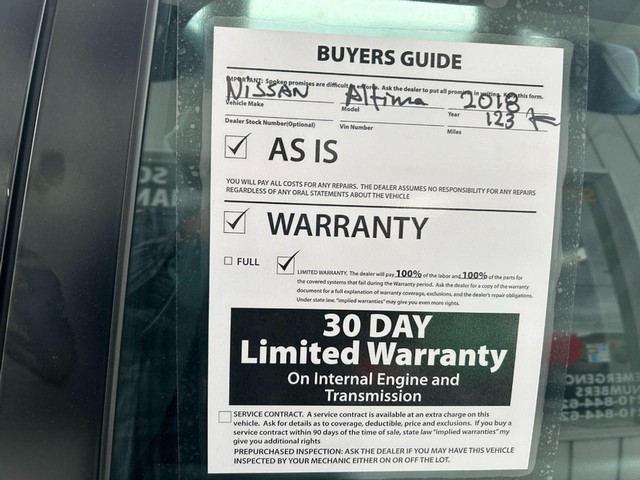 BUYERS GUIDE
IMPORTANT: Spoken promises are difficult to enforce. Ask the dealer to put all promises in writing. Keep this form.
NISSAN Altima 2018
Vehicle Make Model Year
123 K
Dealer Stock Number(Optional) Vin Number Miles
AS IS
YOU WILL PAY ALL COSTS FOR ANY REPAIRS. THE DEALER ASSUMES NO RESPONSIBILITY FOR ANY REPAIRS
REGARDLESS OF ANY ORAL STATEMENTS ABOUT THE VEHICLE
WARRANTY
FULL
LIMITED WARRANTY. The dealer will pay 100% of the labor and 100% of the parts for
the covered systems that fail during the Warranty period. Ask the dealer for a copy of the warranty
document for a full explanation of warranty coverage, exclusions, and the dealer's repair obligations.
Under state law, "implied warranties" may give you even more rights.
30 DAY
Limited Warranty
On Internal Engine and
Transmission
SERVICE CONTRACT. A service contract is available at an extra charge on this
vehicle. Ask for details as to coverage, deductible, price and exclusions. If you buy a
service contract within 90 days of the time of sale, state law "implied warranties" may
give you additional rights
PREPURCHASED INSPECTION: ASK THE DEALER IF YOU MAY HAVE THIS VEHICLE
INSPECTED BY YOUR MECHANIC EITHER ON OR OFF THE LOT.